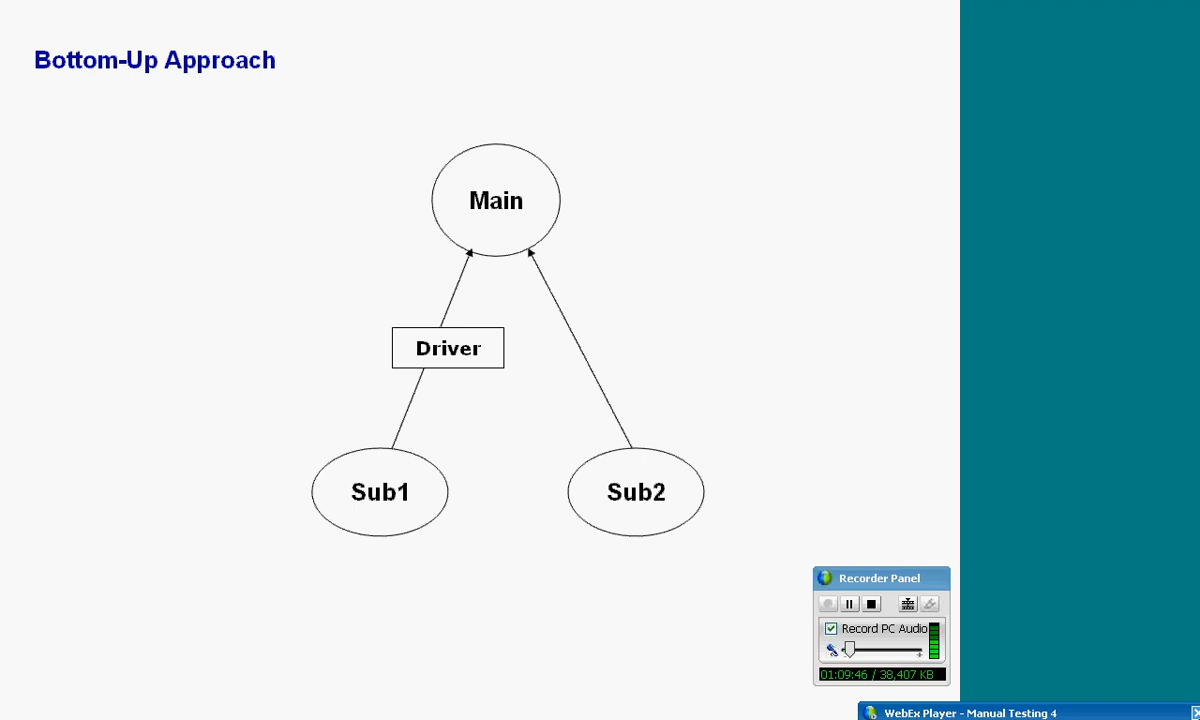 Bottom-Up Approach
Main
Driver
Sub1
Sub2
Recorder Panel
Record PC Audio
01:09:46 / 38,407 KB
WebEx Player - Manual Testing 4